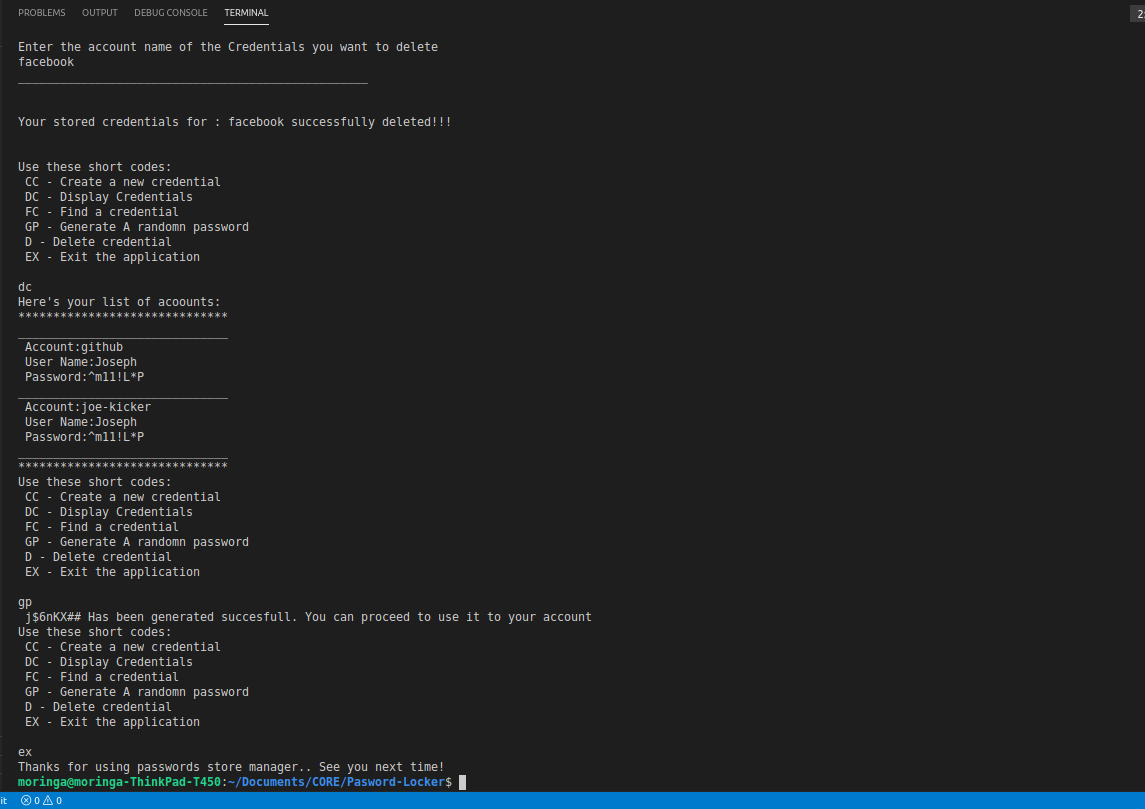 PROBLEMS OUTPUT DEBUG CONSOLE TERMINAL
2
Enter the account name of the Credentials you want to delete
facebook
__________________________________________________
Your stored credentials for : facebook successfully deleted!!!
Use these short codes:
CC - Create a new credential
DC - Display Credentials
FC - Find a credential
GP - Generate A randomn password
D - Delete credential
EX - Exit the application
dc
Here's your list of acoounts:
******************************
______________________________
Account:github
User Name:Joseph
Password:^m11!L*P
______________________________
Account:joe-kicker
User Name:Joseph
Password:^m11!L*P
______________________________
******************************
Use these short codes:
CC - Create a new credential
DC - Display Credentials
FC - Find a credential
GP - Generate A randomn password
D - Delete credential
EX - Exit the application
gp
j$6nKX## Has been generated succesfull. You can proceed to use it to your account
Use these short codes:
CC - Create a new credential
DC - Display Credentials
FC - Find a credential
GP - Generate A randomn password
D - Delete credential
EX - Exit the application
ex
Thanks for using passwords store manager.. See you next time!
moringa@moringa-ThinkPad-T450:~/Documents/CORE/Pasword-Locker$
it 0 0